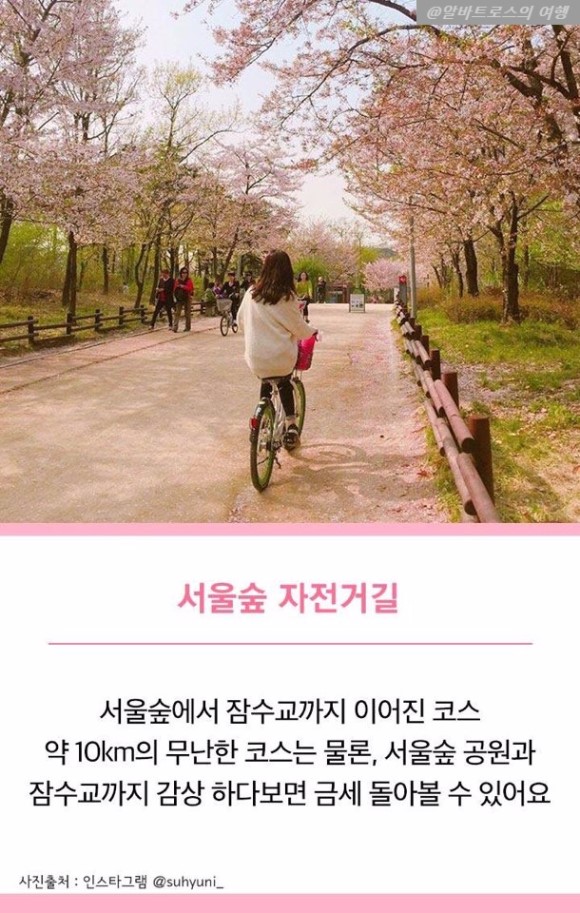 @알바트로스의 여행
서울숲 자전거길
서울숲에서 잠수교까지 이어진 코스
약 10km의 무난한 코스는 물론, 서울숲 공원과
잠수교까지 감상 하다보면 금세 돌아볼 수 있어요
사진출처 : 인스타그램 @suhyuni_